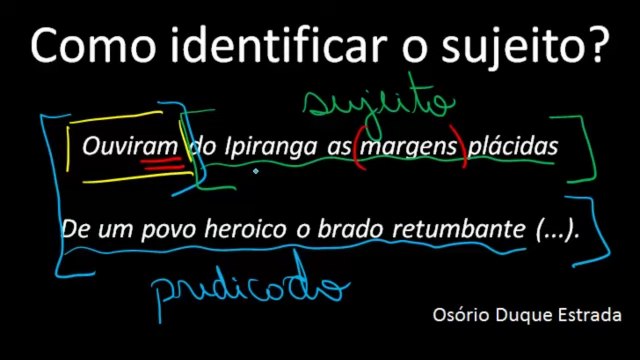 Como identificar o sujeito?
sujeito
Ouviram do Ipiranga as margens plácidas
De um povo heroico o brado retumbante (...).
predicado
Osório Duque Estrada